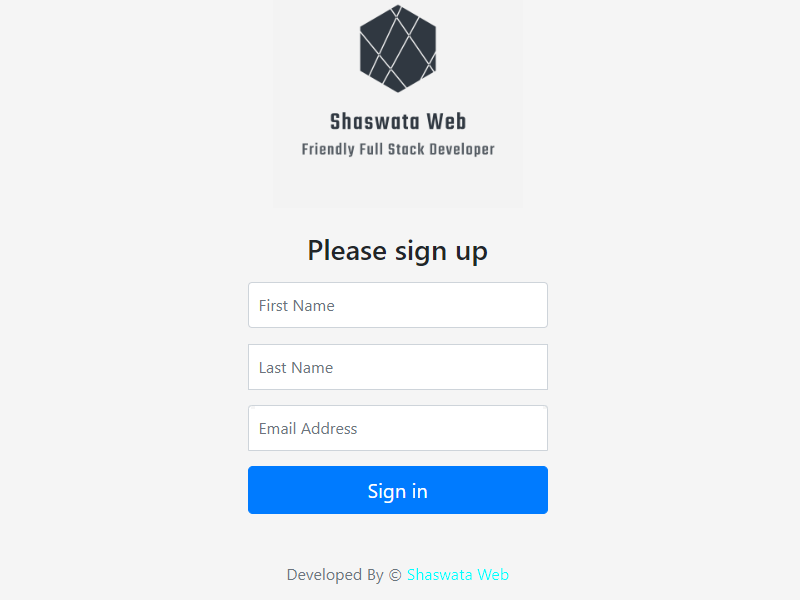 Shaswata Web
Friendly Full Stack Developer
Please sign up
First Name
Last Name
Email Address
Sign in
Developed By © Shaswata Web